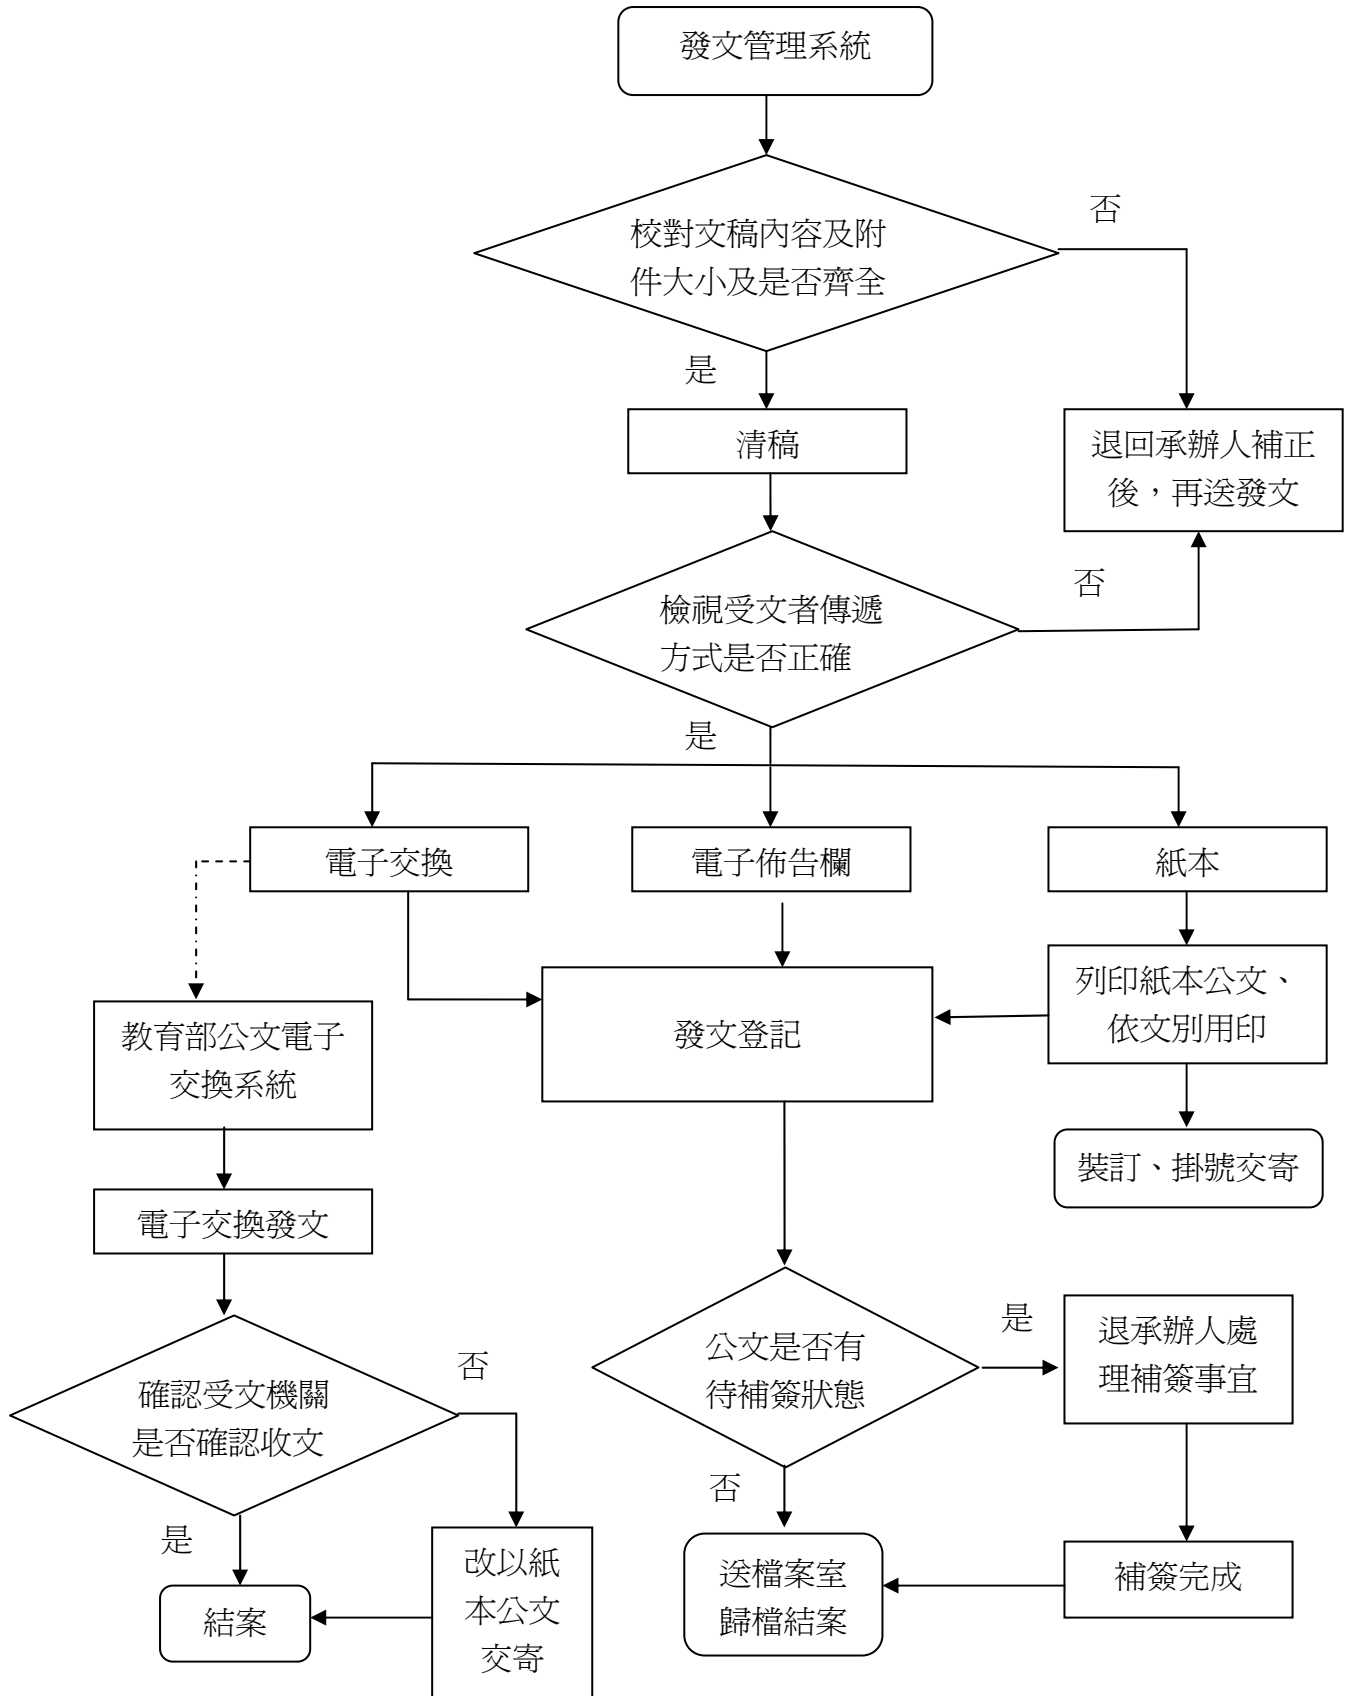 發文管理系統
否
校對文稿內容及附
件大小及是否齊全
是
清稿
退回承辦人補正
後，再送發文
否
檢視受文者傳遞
方式是否正確
是
電子交換
電子佈告欄
紙本
教育部公文電子
交換系統
發文登記
列印紙本公文、
依文別用印
裝訂、掛號交寄
電子交換發文
公文是否有
待補簽狀態
是
退承辦人處
理補簽事宜
否
確認受文機關
是否確認收文
否
是
改以紙
本公文
交寄
結案
送檔案室
歸檔結案
補簽完成